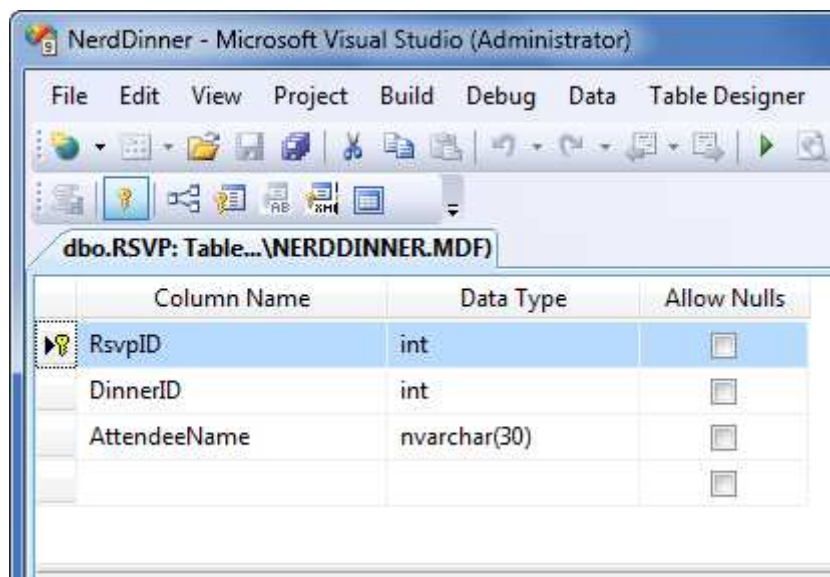 NerdDinner - Microsoft Visual Studio (Administrator)
File Edit View Project Build Debug Data Table Designer
dbo.RSVP: Table...\NERDDINNER.MDF)
Column Name Data Type Allow Nulls
RsvpID int
DinnerID int
AttendeeName nvarchar(30)